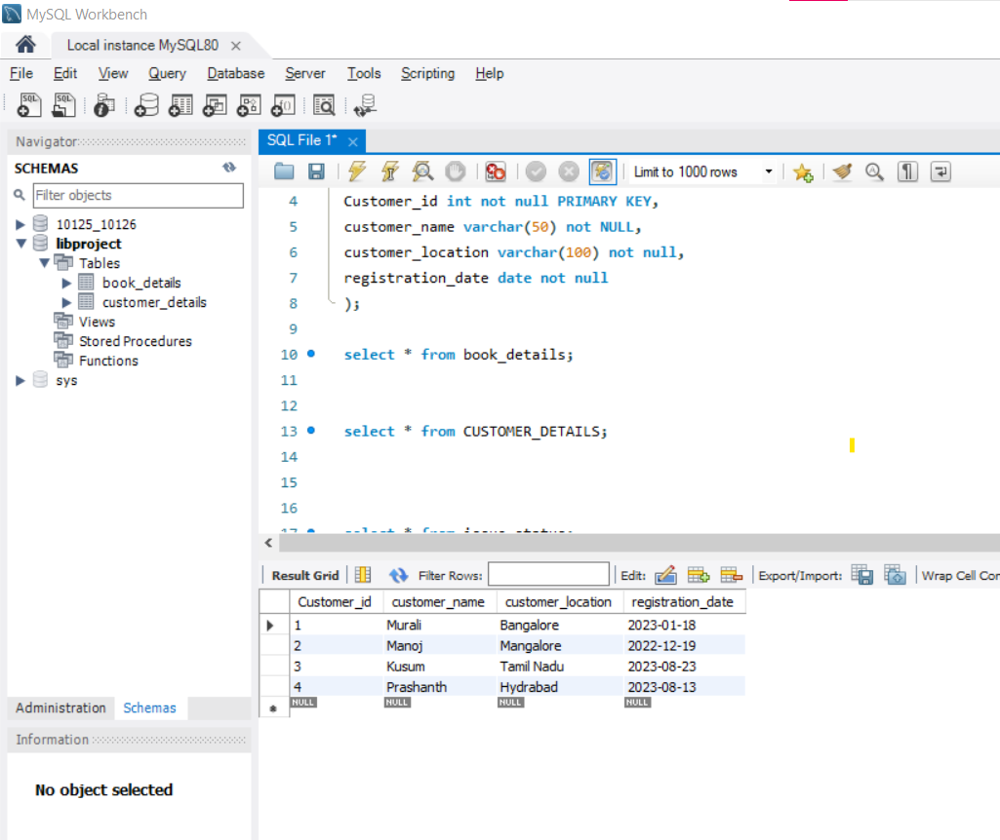 MySQL Workbench
Local instance MySQL80
File Edit View Query Database Server Tools Scripting Help
SQL SQL
Navigator
SCHEMAS
Filter objects
10125_10126
libproject
Tables
book_details
customer_details
Views
Stored Procedures
Functions
sys
Administration Schemas
Information
No object selected
SQL File 1*
Limit to 1000 rows
4 Customer_id int not null PRIMARY KEY,
5 customer_name varchar(50) not NULL,
6 customer_location varchar(100) not null,
7 registration_date date not null
8 );
9
10 select * from book_details;
11
12
13 select * from CUSTOMER_DETAILS;
14
15
16
17 select * from issue_status;
Result Grid Filter Rows: Edit: Export/Import: Wrap Cell Con
Customer_id customer_name customer_location registration_date
1 Murali Bangalore 2023-01-18
2 Manoj Mangalore 2022-12-19
3 Kusum Tamil Nadu 2023-08-23
4 Prashanth Hydrabad 2023-08-13
NULL NULL NULL NULL